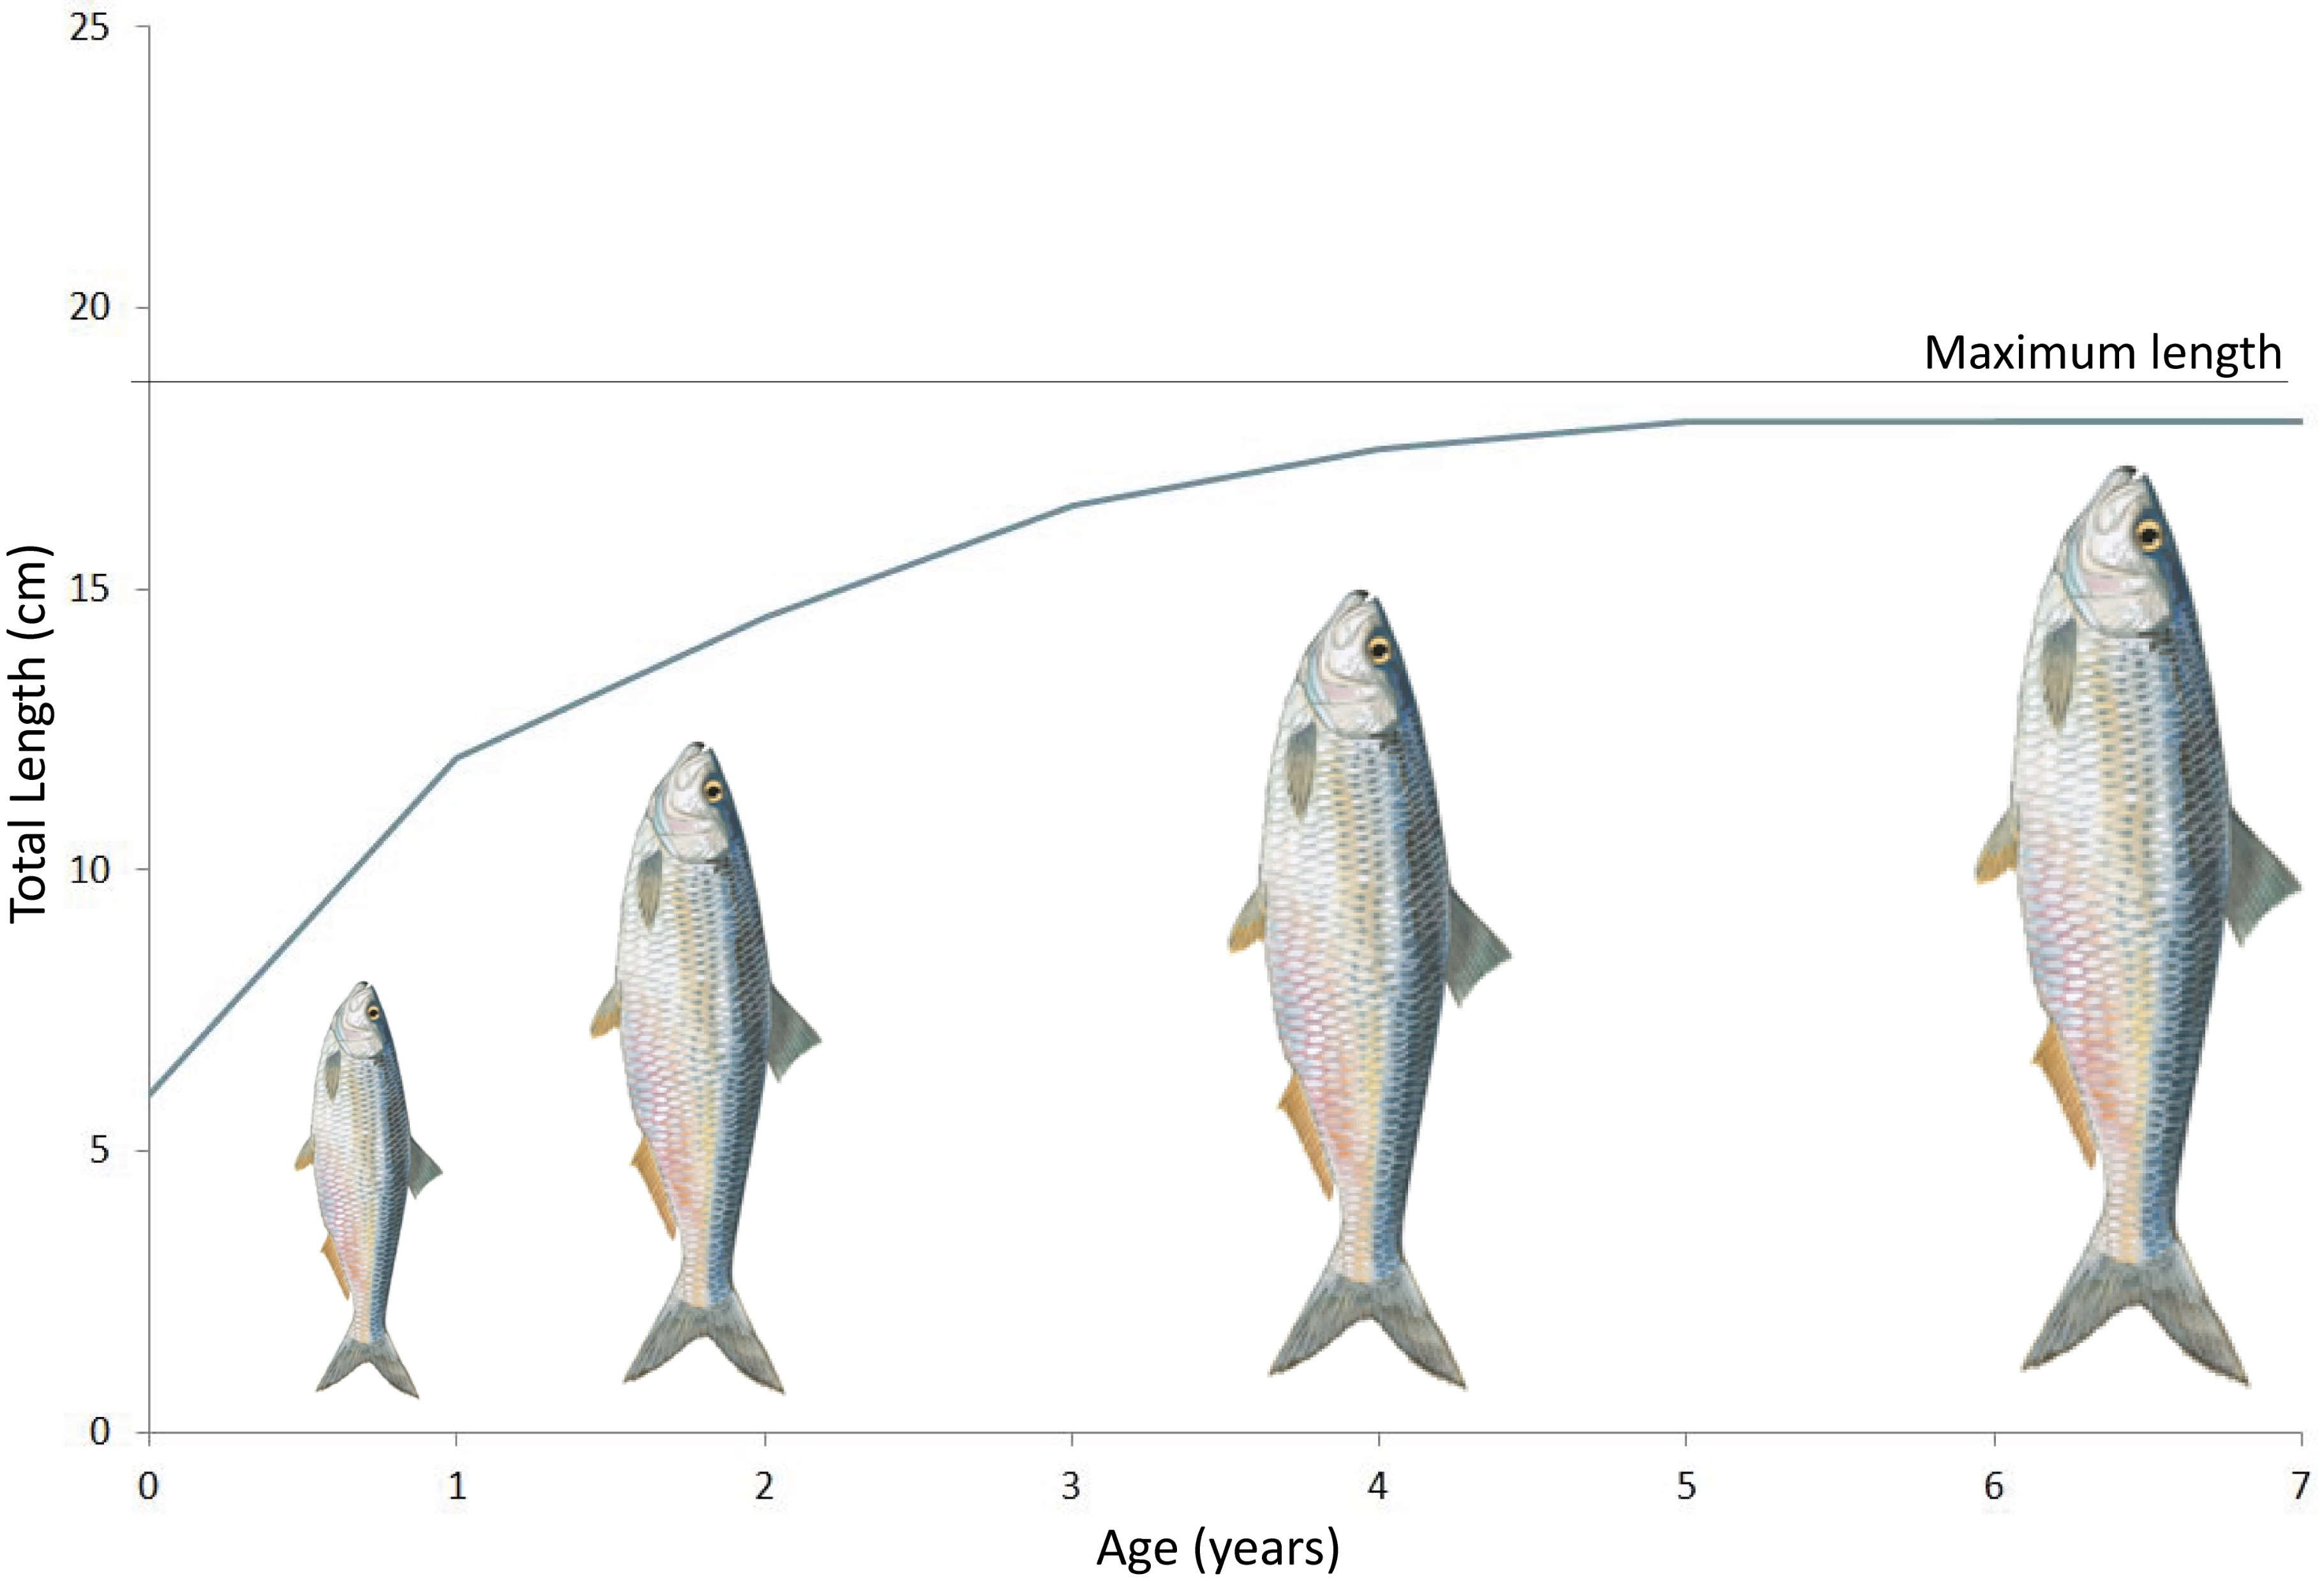 25
20
Maximum length
15
10
5
0
Total Length (cm)
0 1 2 3 4 5 6 7
Age (years)